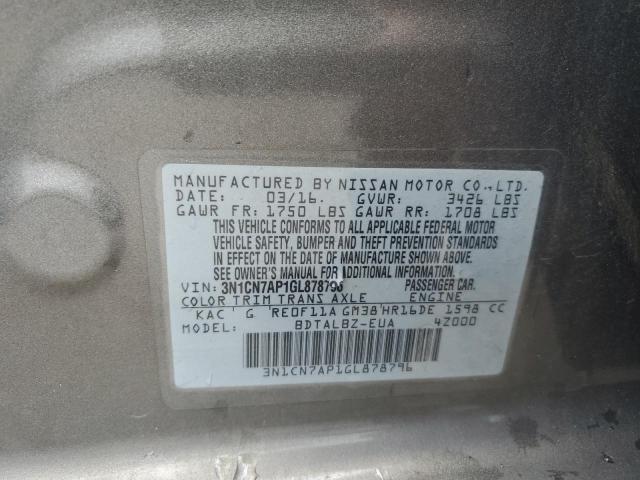 MANUFACTURED BY NISSAN MOTOR CO.,LTD.
DATE: 03/16. GVWR: 3426 LBS
GAWR FR: 1750 LBS GAWR RR: 1708 LBS
THIS VEHICLE CONFORMS TO ALL APPLICABLE FEDERAL MOTOR
VEHICLE SAFETY, BUMPER AND THEFT PREVENTION STANDARDS
IN EFFECT ON THE DATE OF MANUFACTURE SHOWN ABOVE.
SEE OWNER'S MANUAL FOR ADDITIONAL INFORMATION.
VIN: 3N1CN7AP1GL878796 PASSENGER CAR.
COLOR TRIM TRANS AXLE ENGINE
KAC G RE0F11A GM38 HR16DE 1598 CC
MODEL: BDTALBZ-EUA 4Z000
3N1CN7AP1GL878796